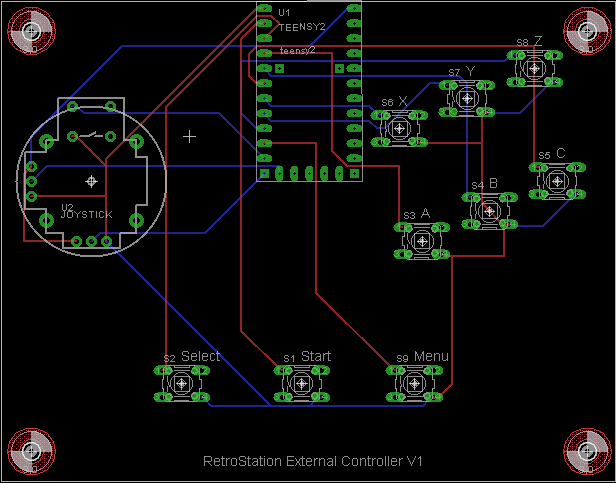 U1
TEENSY2
teensy2
S8 Z
S7 Y
S6 X
S5 C
S4 B
S3 A
U2
JOYSTICK
S2 Select
S1 Start
S9 Menu
RetroStation External Controller V1